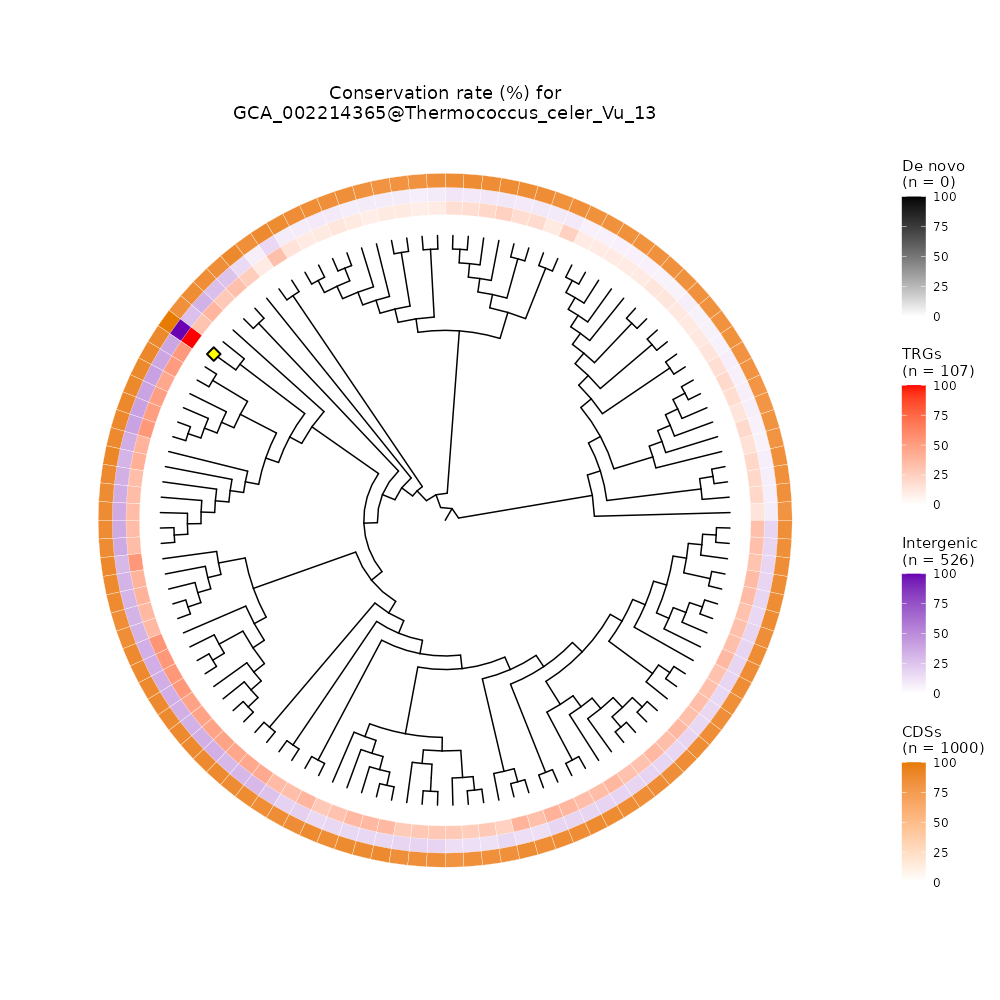 Conservation rate (%) for
GCA_002214365@Thermococcus_celer_Vu_13
De novo
(n = 0)
100
75
50
25
0
TRGs
(n = 107)
100
75
50
25
0
Intergenic
(n = 526)
100
75
50
25
0
CDSs
(n = 1000)
100
75
50
25
0